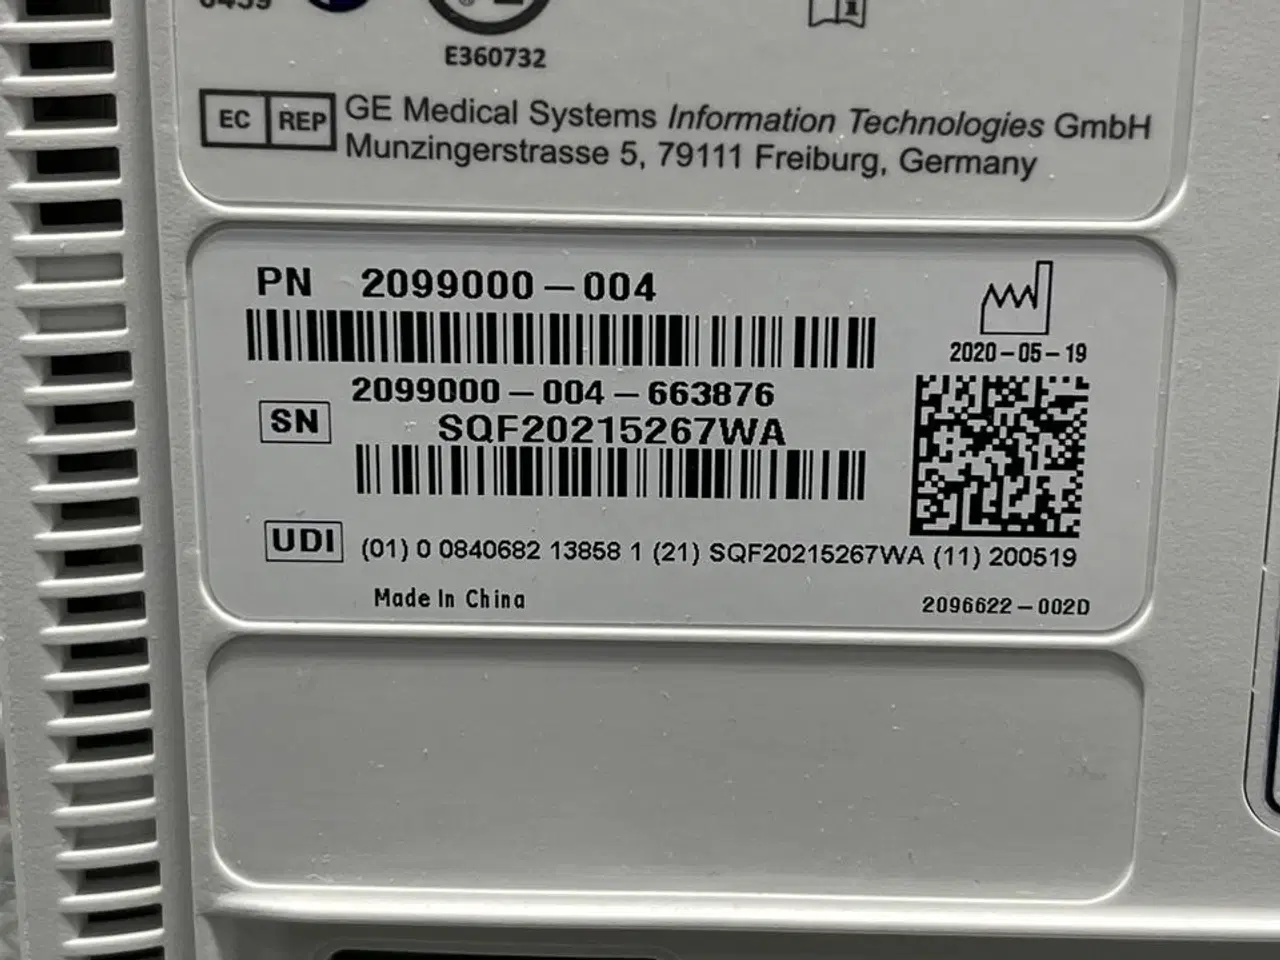 E360732
EC REP GE Medical Systems Information Technologies GmbH
Munzingerstrasse 5, 79111 Freiburg, Germany
PN 2099000-004
2020-05-19
2099000-004-663876
SN SQF20215267WA
UDI (01) 0 0840682 13858 1 (21) SQF20215267WA (11) 200519
Made In China
2096622-002D